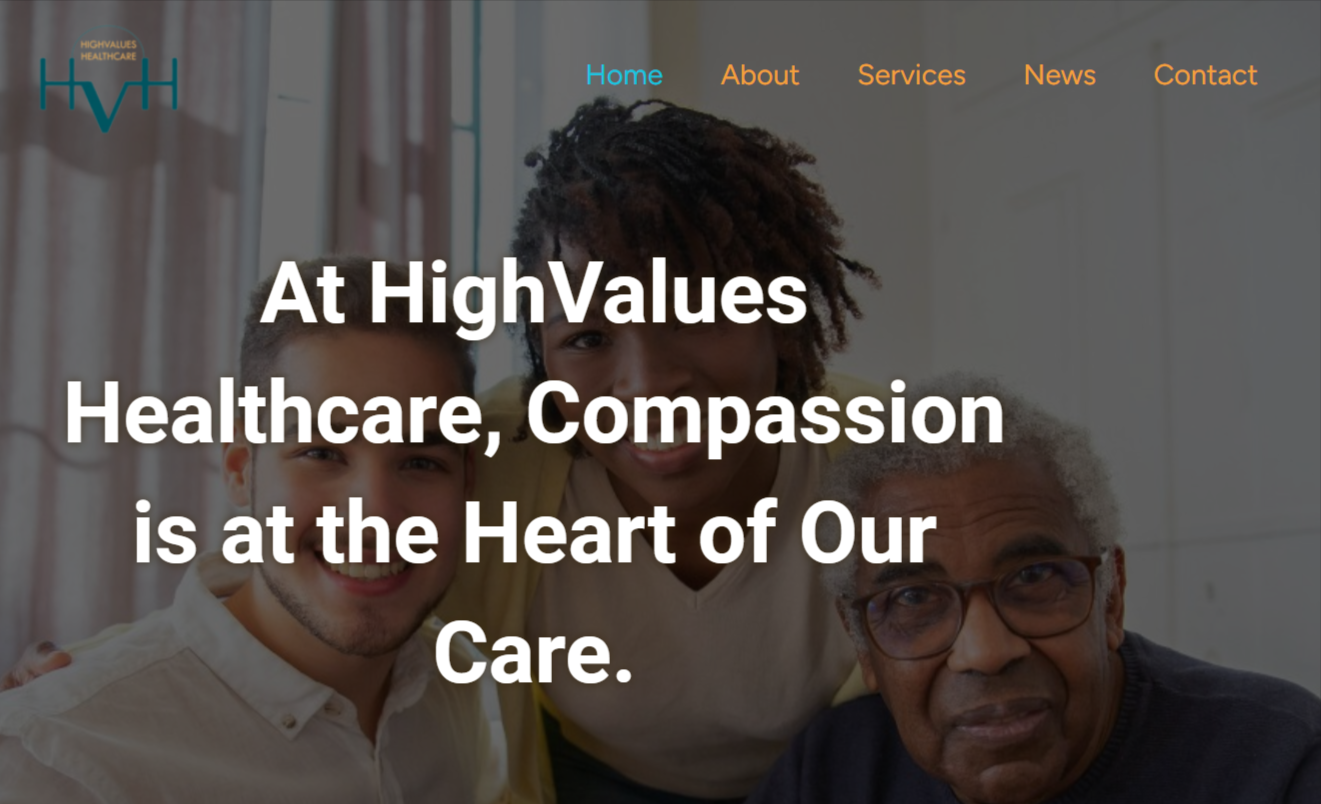 HIGHVALUES
HEALTHCARE
HVH
Home About Services News Contact
At HighValues
Healthcare, Compassion
is at the Heart of Our
Care.